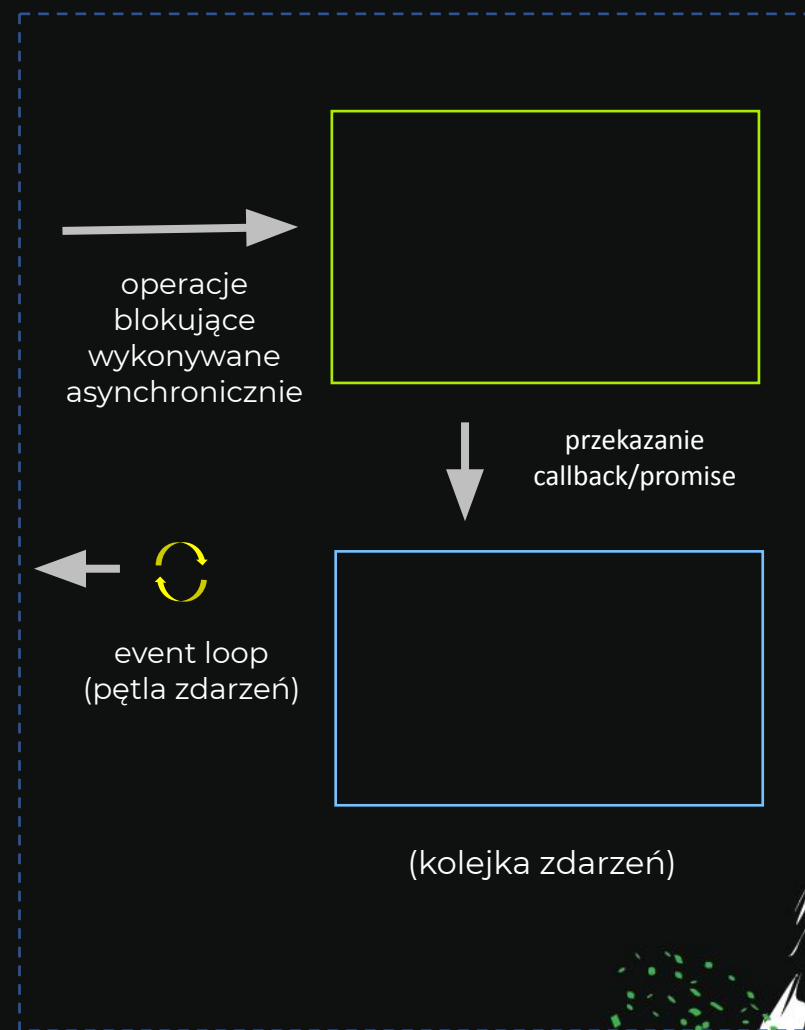 operacje
blokujące
wykonywane
asynchronicznie
przekazanie
callback/promise
event loop
(pętla zdarzeń)
(kolejka zdarzeń)